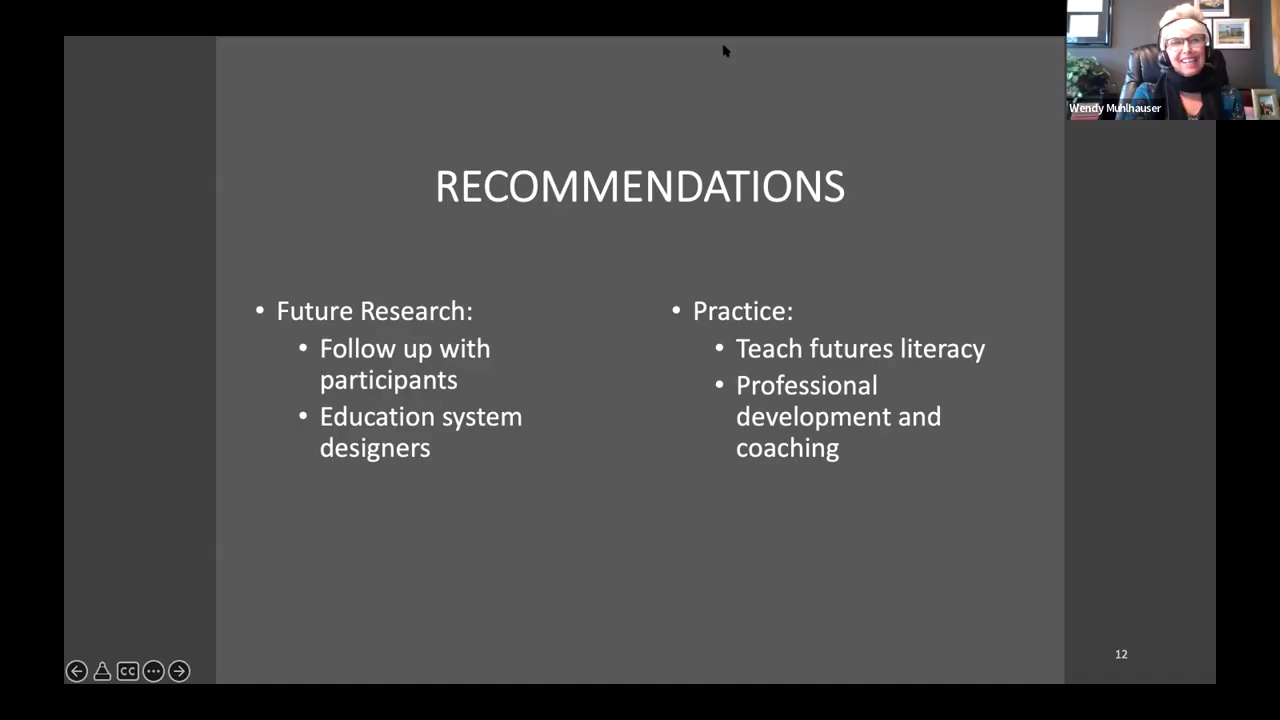 Wendy Muhlhauser
RECOMMENDATIONS
• Future Research:
• Follow up with
participants
• Education system
designers
• Practice:
• Teach futures literacy
• Professional
development and
coaching
12
CC